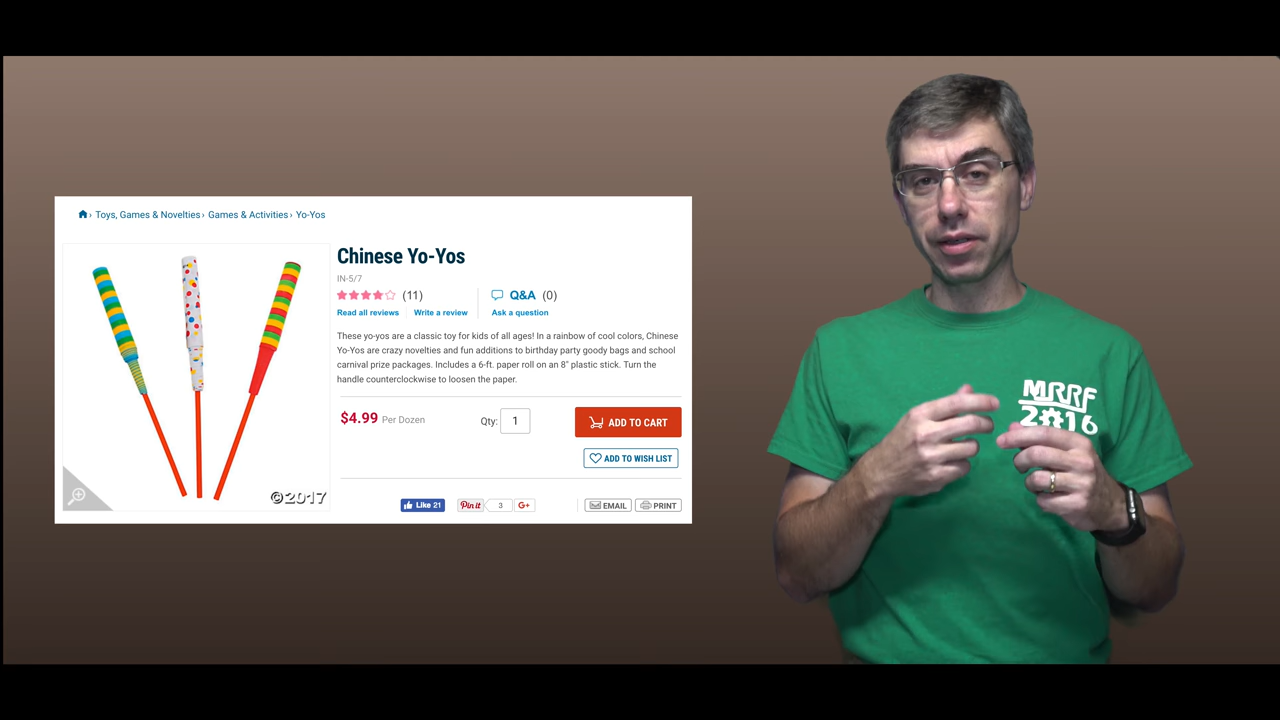 Toys, Games & Novelties › Games & Activities › Yo-Yos
Chinese Yo-Yos
IN-5/7
(11)
Q&A (0)
Read all reviews
Write a review
Ask a question
These yo-yos are a classic toy for kids of all ages! In a rainbow of cool colors, Chinese
Yo-Yos are crazy novelties and fun additions to birthday party goody bags and school
carnival prize packages. Includes a 6-ft. paper roll on an 8" plastic stick. Turn the
handle counterclockwise to loosen the paper.
$4.99 Per Dozen
Qty: 1
ADD TO CART
ADD TO WISH LIST
©2017
Like 21
Pin it
3
G+
EMAIL
PRINT
MRRF
2016